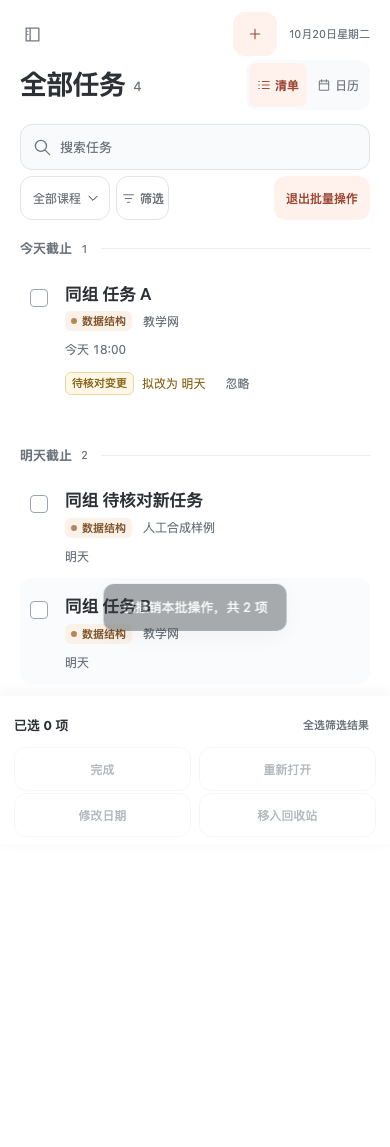 10月20日星期二
全部任务 4
清单
日历
搜索任务
全部课程
筛选
退出批量操作
今天截止 1
同组 任务 A
数据结构 教学网
今天 18:00
待核对变更 拟改为 明天 忽略
明天截止 2
同组 待核对新任务
数据结构 人工合成样例
明天
同组 任务 B
撤销本批操作，共 2 项
数据结构 教学网
明天
已选 0 项 全选筛选结果
完成 重新打开
修改日期 移入回收站